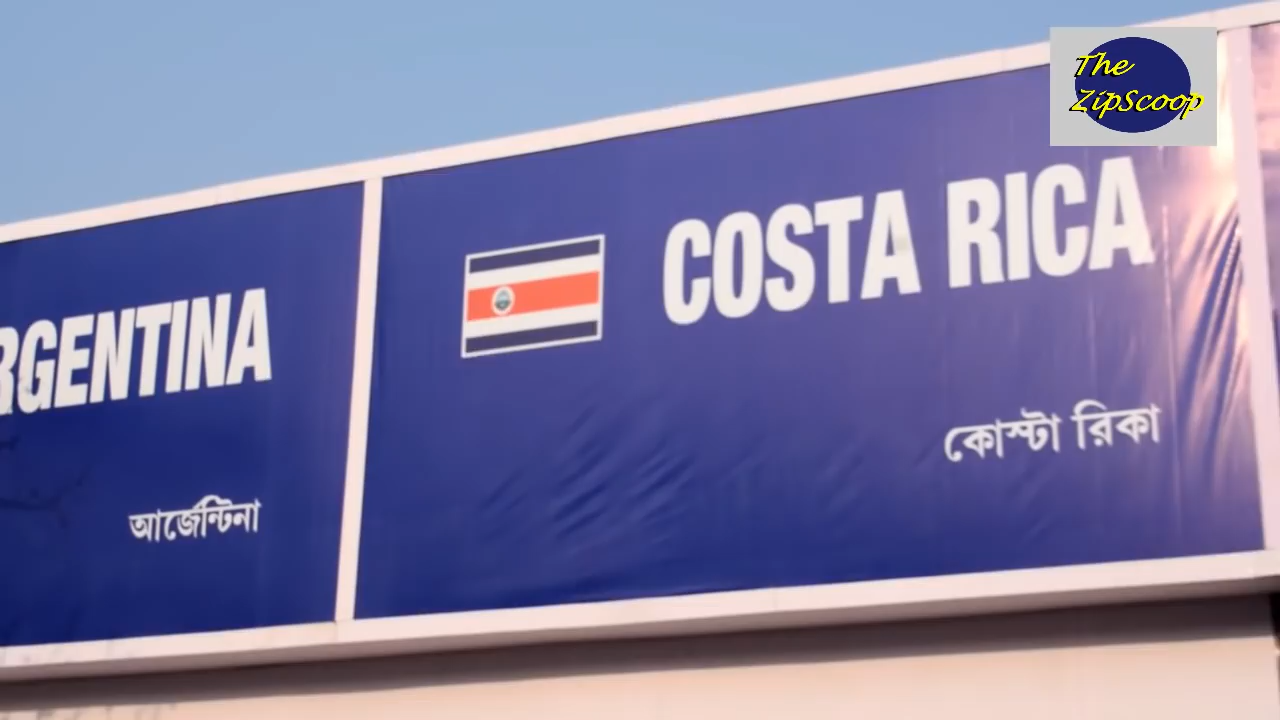 The
ZipScoop
COSTA RICA
কোস্টা রিকা
RGENTINA
আর্জেন্টিনা